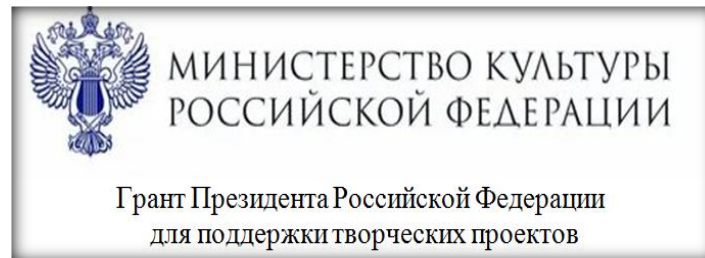 МИНИСТЕРСТВО КУЛЬТУРЫ
РОССИЙСКОЙ ФЕДЕРАЦИИ
Грант Президента Российской Федерации
для поддержки творческих проектов